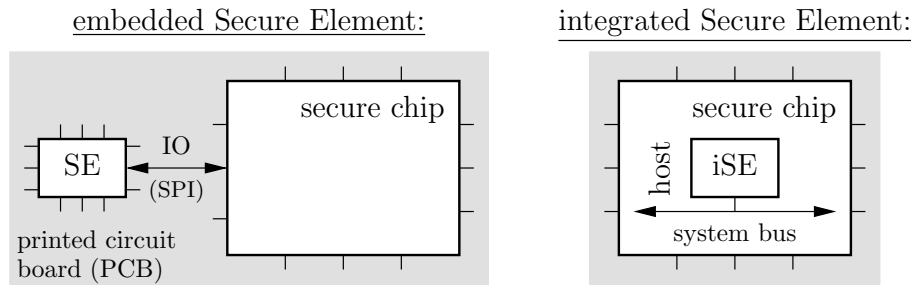 embedded Secure Element:
secure chip
IO
SE
(SPI)
printed circuit
board (PCB)
integrated Secure Element:
secure chip
host
iSE
system bus